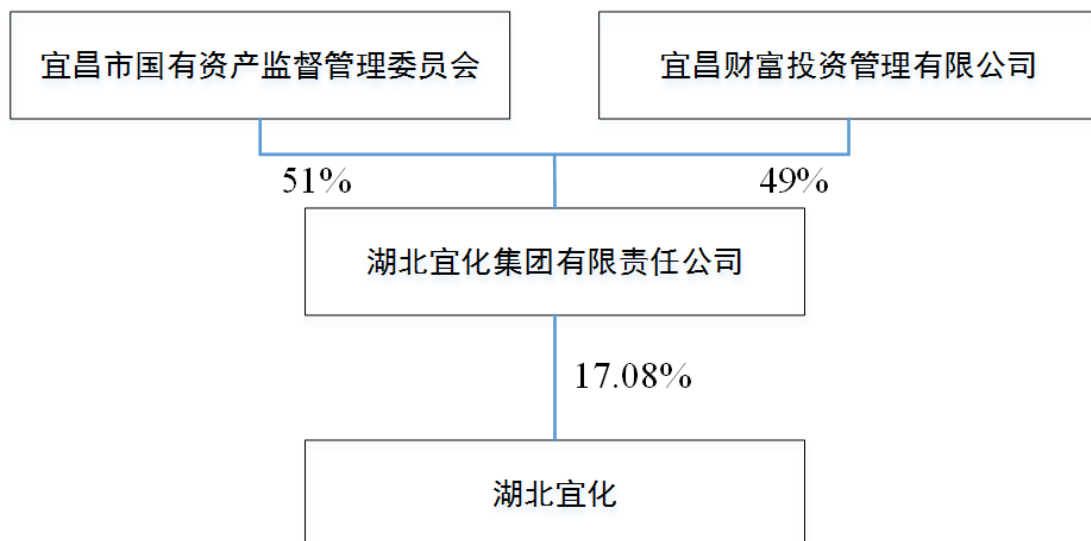 宜昌市国有资产监督管理委员会
宜昌财富投资管理有限公司
51%
49%
湖北宜化集团有限责任公司
17.08%
湖北宜化